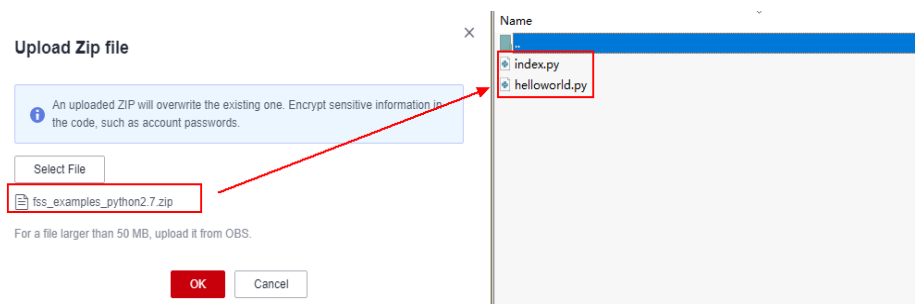 Upload Zip file
An uploaded ZIP will overwrite the existing one. Encrypt sensitive information in
the code, such as account passwords.
Select File
fss_examples_python2.7.zip
For a file larger than 50 MB, upload it from OBS.
OK
Cancel
Name
..
index.py
helloworld.py